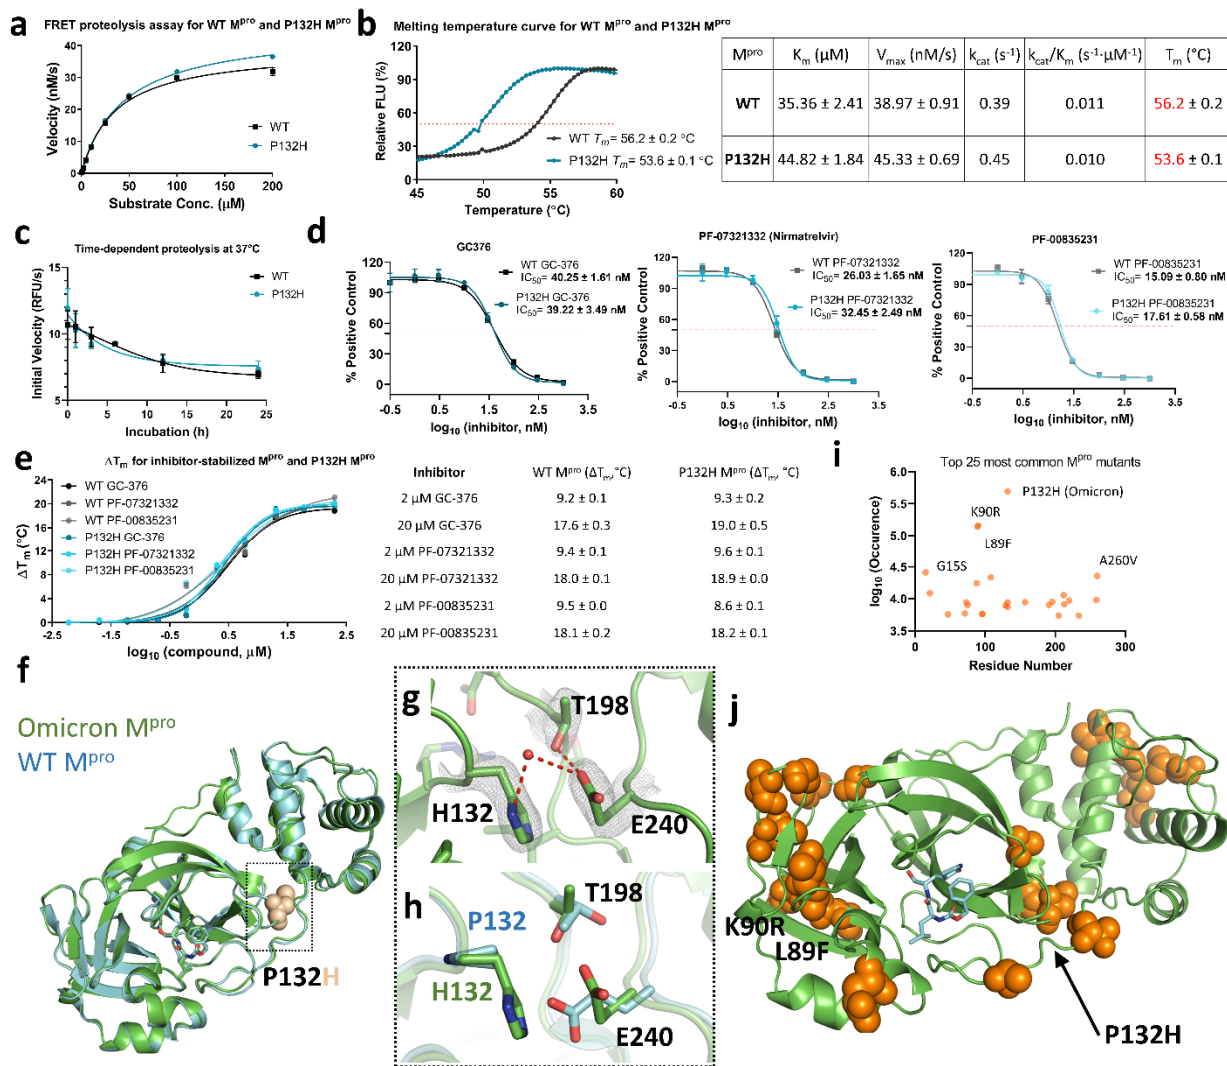 a
FRET proteolysis assay for WT Mpro and P132H Mpro
Velocity (nM/s)
40
30
20
10
0
WT
P132H
0 50 100 150 200
Substrate Conc. (μM)
b
Melting temperature curve for WT Mpro and P132H Mpro
Relative FLU (%)
120
100
80
60
40
20
0
WT Tm= 56.2 ± 0.2 °C
P132H Tm= 53.6 ± 0.1 °C
45 50 55 60
Temperature (°C)
Mpro Km (μM) Vmax (nM/s) kcat (s-1) kcat/Km (s-1·μM-1) Tm (°C)
WT 35.36 ± 2.41 38.97 ± 0.91 0.39 0.011 56.2 ± 0.2
P132H 44.82 ± 1.84 45.33 ± 0.69 0.45 0.010 53.6 ± 0.1
c
Time-dependent proteolysis at 37°C
Initial Velocity (RFU/s)
15
10
5
WT
P132H
0 5 10 15 20 25
Incubation (h)
d
GC376
% Positive Control
120
90
60
30
0
WT GC-376
IC50= 40.25 ± 1.61 nM
P132H GC-376
IC50= 39.22 ± 3.49 nM
-0.5 0.5 1.5 2.5 3.5
log10 (inhibitor, nM)
PF-07321332 (Nirmatrelvir)
% Positive Control
120
90
60
30
0
WT PF-07321332
IC50= 26.03 ± 1.65 nM
P132H PF-07321332
IC50= 32.45 ± 2.49 nM
-0.5 0.5 1.5 2.5 3.5
log10 (inhibitor, nM)
PF-00835231
% Positive Control
120
90
60
30
0
WT PF-00835231
IC50= 15.09 ± 0.80 nM
P132H PF-00835231
IC50= 17.61 ± 0.58 nM
-0.5 0.5 1.5 2.5 3.5
log10 (inhibitor, nM)
e
ΔTm for inhibitor-stabilized Mpro and P132H Mpro
ΔTm (°C)
24
20
16
12
8
4
0
WT GC-376
WT PF-07321332
WT PF-00835231
P132H GC-376
P132H PF-07321332
P132H PF-00835231
-2.5 -1.5 -0.5 0.5 1.5 2.5
log10 (compound, μM)
Inhibitor WT Mpro (ΔTm, °C) P132H Mpro (ΔTm, °C)
2 μM GC-376 9.2 ± 0.1 9.3 ± 0.2
20 μM GC-376 17.6 ± 0.3 19.0 ± 0.5
2 μM PF-07321332 9.4 ± 0.1 9.6 ± 0.1
20 μM PF-07321332 18.0 ± 0.1 18.9 ± 0.0
2 μM PF-00835231 9.5 ± 0.0 8.6 ± 0.1
20 μM PF-00835231 18.1 ± 0.2 18.2 ± 0.1
i
Top 25 most common Mpro mutants
log10 (Occurence)
6.0
5.5
5.0
4.5
4.0
3.5
P132H (Omicron)
K90R
L89F
G15S
A260V
0 100 200 300
Residue Number
f
Omicron Mpro
WT Mpro
P132H
g
T198
H132
E240
h
T198
P132
H132
E240
j
K90R
L89F
P132H